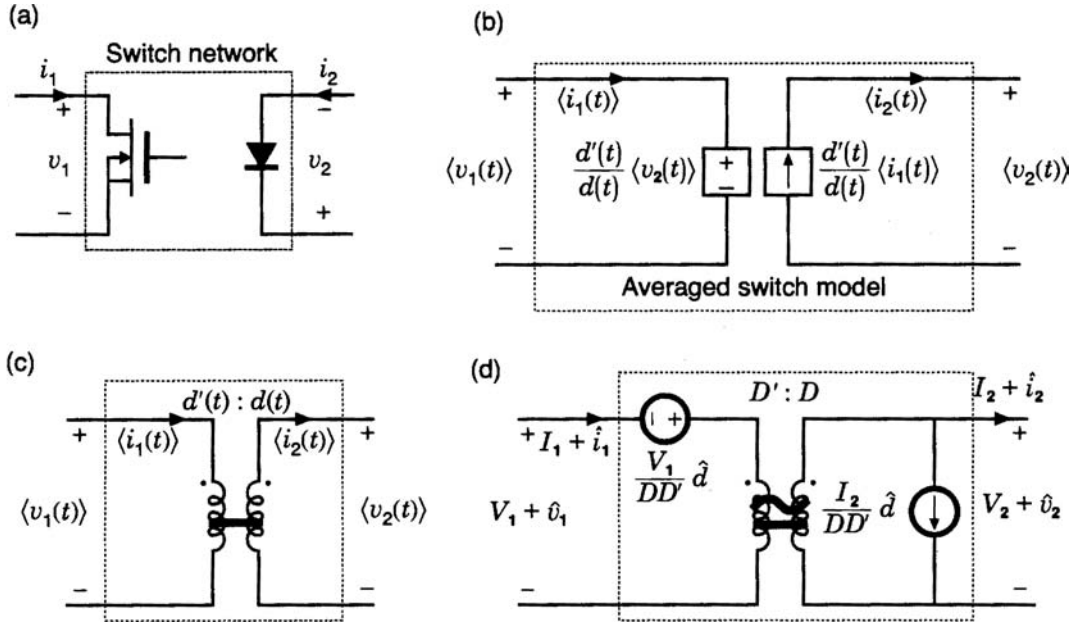 (a)
Switch network
i₁ i₂
+ −
v₁ v₂
− +
(b)
+ ⟨i₁(t)⟩ ⟨i₂(t)⟩ +
⟨v₁(t)⟩ d′(t)/d(t) ⟨v₂(t)⟩ + − d′(t)/d(t) ⟨i₁(t)⟩ ⟨v₂(t)⟩
− −
Averaged switch model
(c)
d′(t) : d(t)
+ ⟨i₁(t)⟩ ⟨i₂(t)⟩ +
⟨v₁(t)⟩ ⟨v₂(t)⟩
− −
(d)
D′ : D I₂ + î₂
+ I₁ + î₁ − + +
V₁/DD′ d̂
V₁ + v̂₁ I₂/DD′ d̂ V₂ + v̂₂
− −